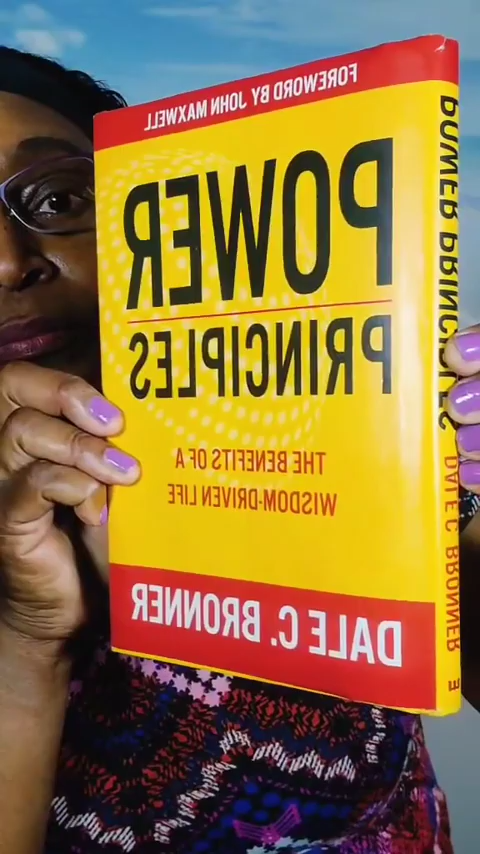 FOREWORD BY JOHN MAXWELL
POWER
PRINCIPLES
THE BENEFITS OF A
WISDOM-DRIVEN LIFE
DALE C. BRONNER
POWER PRINCIPLES DALE C. BRONNER